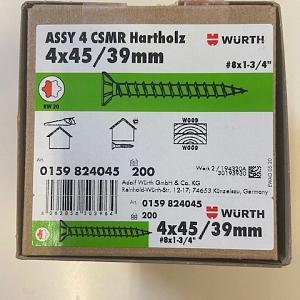 ASSY 4 CSMR Hartholz
WÜRTH
4x45/39mm
#8x1-3/4"
RW 20
WOOD
WOOD
Art.
200
0159 824045
Adolf Würth GmbH & Co. KG
Reinhold-Würth-Str. 12-17, 74653 Künzelsau, Germany
Art. 0159 824045
200
WÜRTH
4x45/39mm
#8x1-3/4"